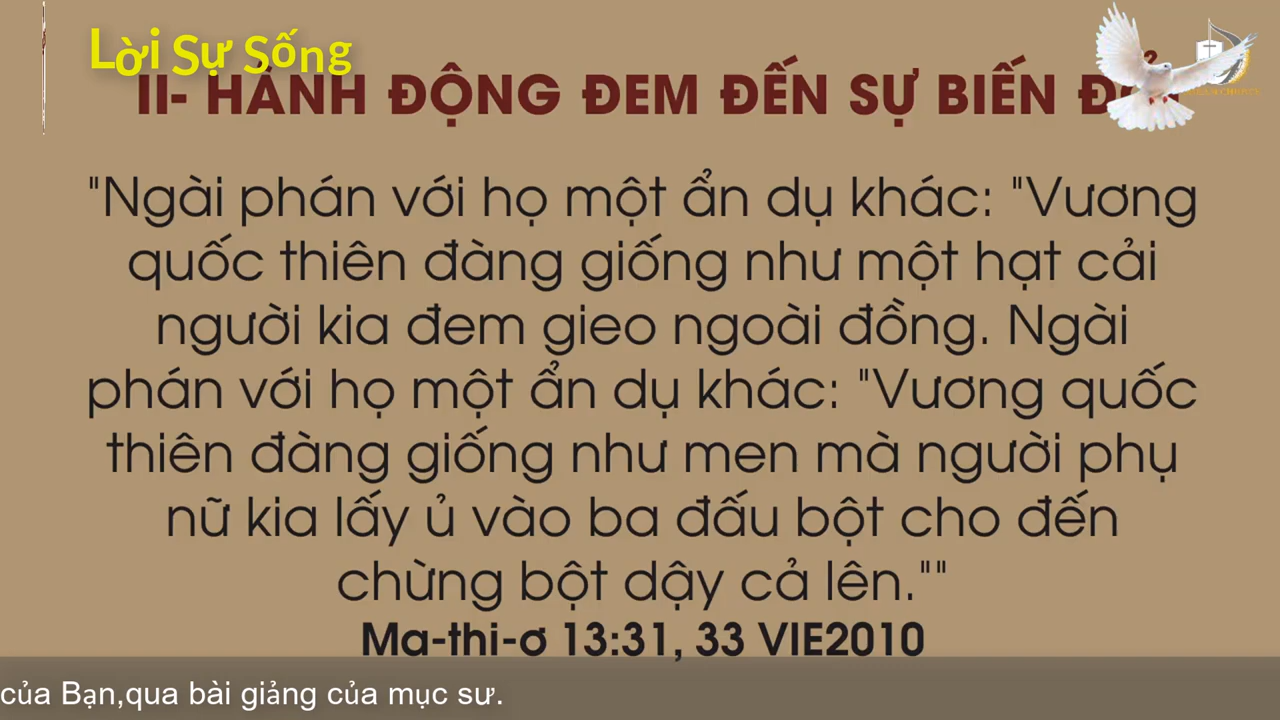 Lời Sự Sống
II- HÀNH ĐỘNG ĐEM ĐẾN SỰ BIẾN
"Ngài phán với họ một ẩn dụ khác: "Vương
quốc thiên đàng giống như một hạt cải
người kia đem gieo ngoài đồng. Ngài
phán với họ một ẩn dụ khác: "Vương quốc
thiên đàng giống như men mà người phụ
nữ kia lấy ủ vào ba đấu bột cho đến
chừng bột dậy cả lên.""
Ma-thi-ơ 13:31, 33 VIE2010
của Bạn,qua bài giảng của mục sư.